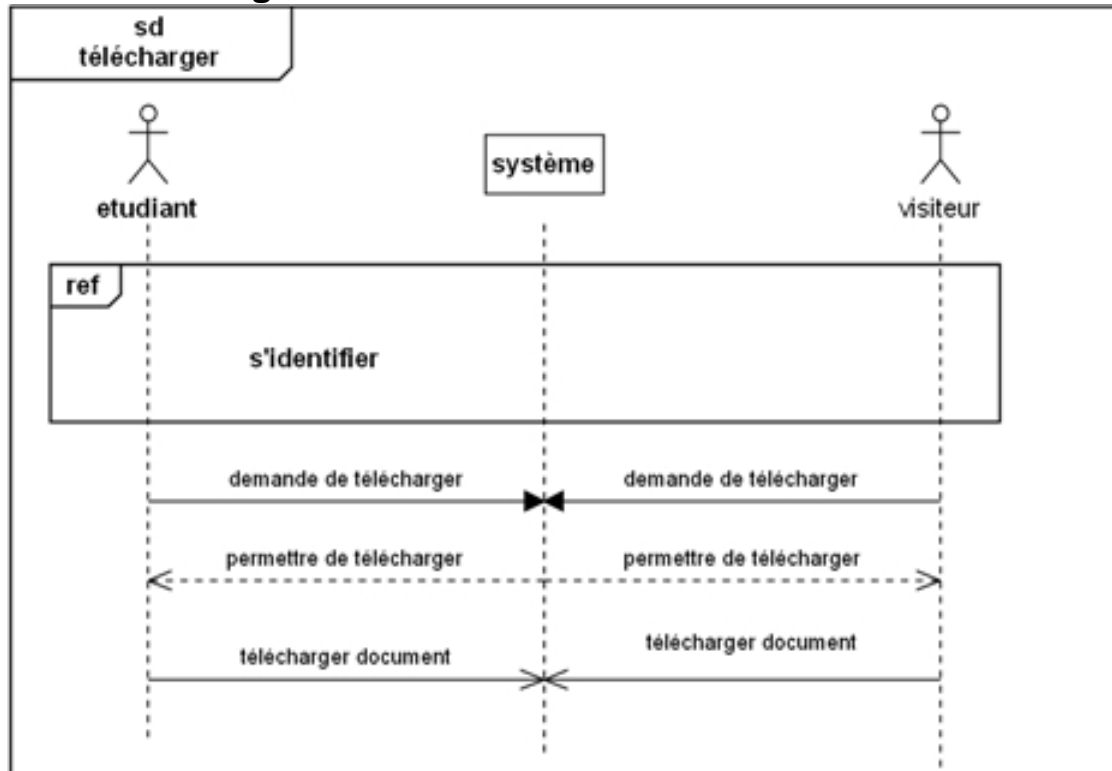 sd
télécharger
etudiant
système
visiteur
ref
s'identifier
demande de télécharger
demande de télécharger
permettre de télécharger
permettre de télécharger
télécharger document
télécharger document